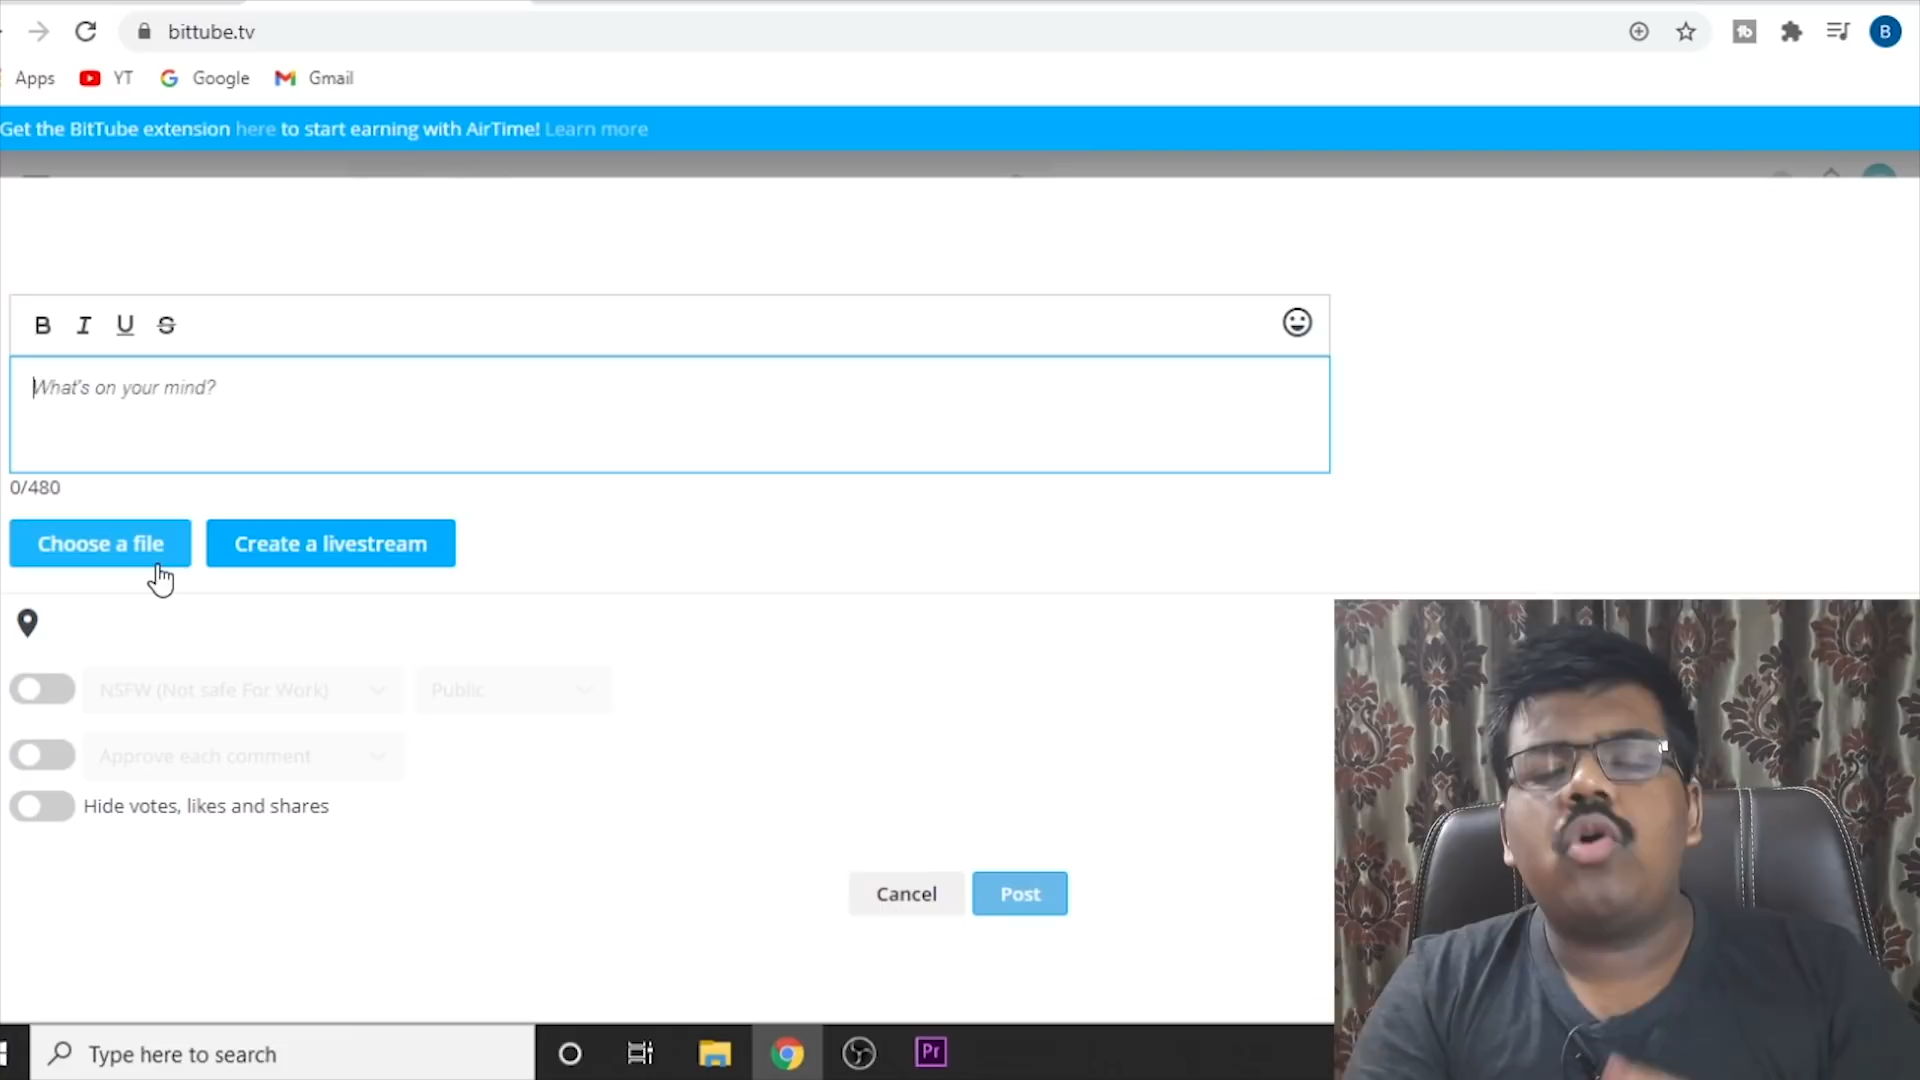 bittube.tv
B
Apps YT Google Gmail
Get the BitTube extension here to start earning with AirTime! Learn more
B I U S
What's on your mind?
0/480
Choose a file Create a livestream
NSFW (Not safe For Work) Public
Approve each comment
Hide votes, likes and shares
Cancel Post
Type here to search
Pr